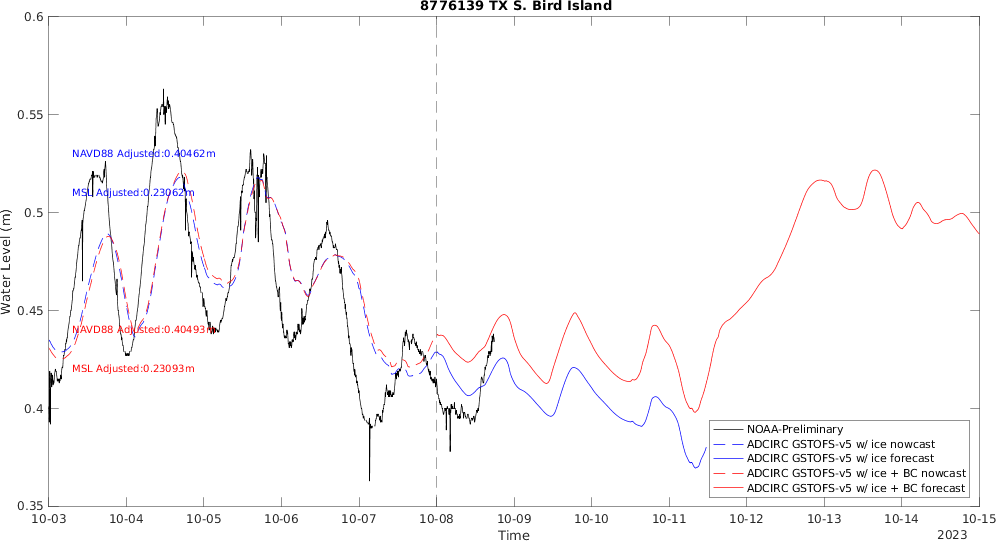 8776139 TX S. Bird Island
0.6
0.55
0.5
0.45
0.4
0.35
Water Level (m)
NAVD88 Adjusted:0.40462m
MSL Adjusted:0.23062m
NAVD88 Adjusted:0.40493m
MSL Adjusted:0.23093m
NOAA-Preliminary
ADCIRC GSTOFS-v5 w/ ice nowcast
ADCIRC GSTOFS-v5 w/ ice forecast
ADCIRC GSTOFS-v5 w/ ice + BC nowcast
ADCIRC GSTOFS-v5 w/ ice + BC forecast
10-03 10-04 10-05 10-06 10-07 10-08 10-09 10-10 10-11 10-12 10-13 10-14 10-15
Time
2023